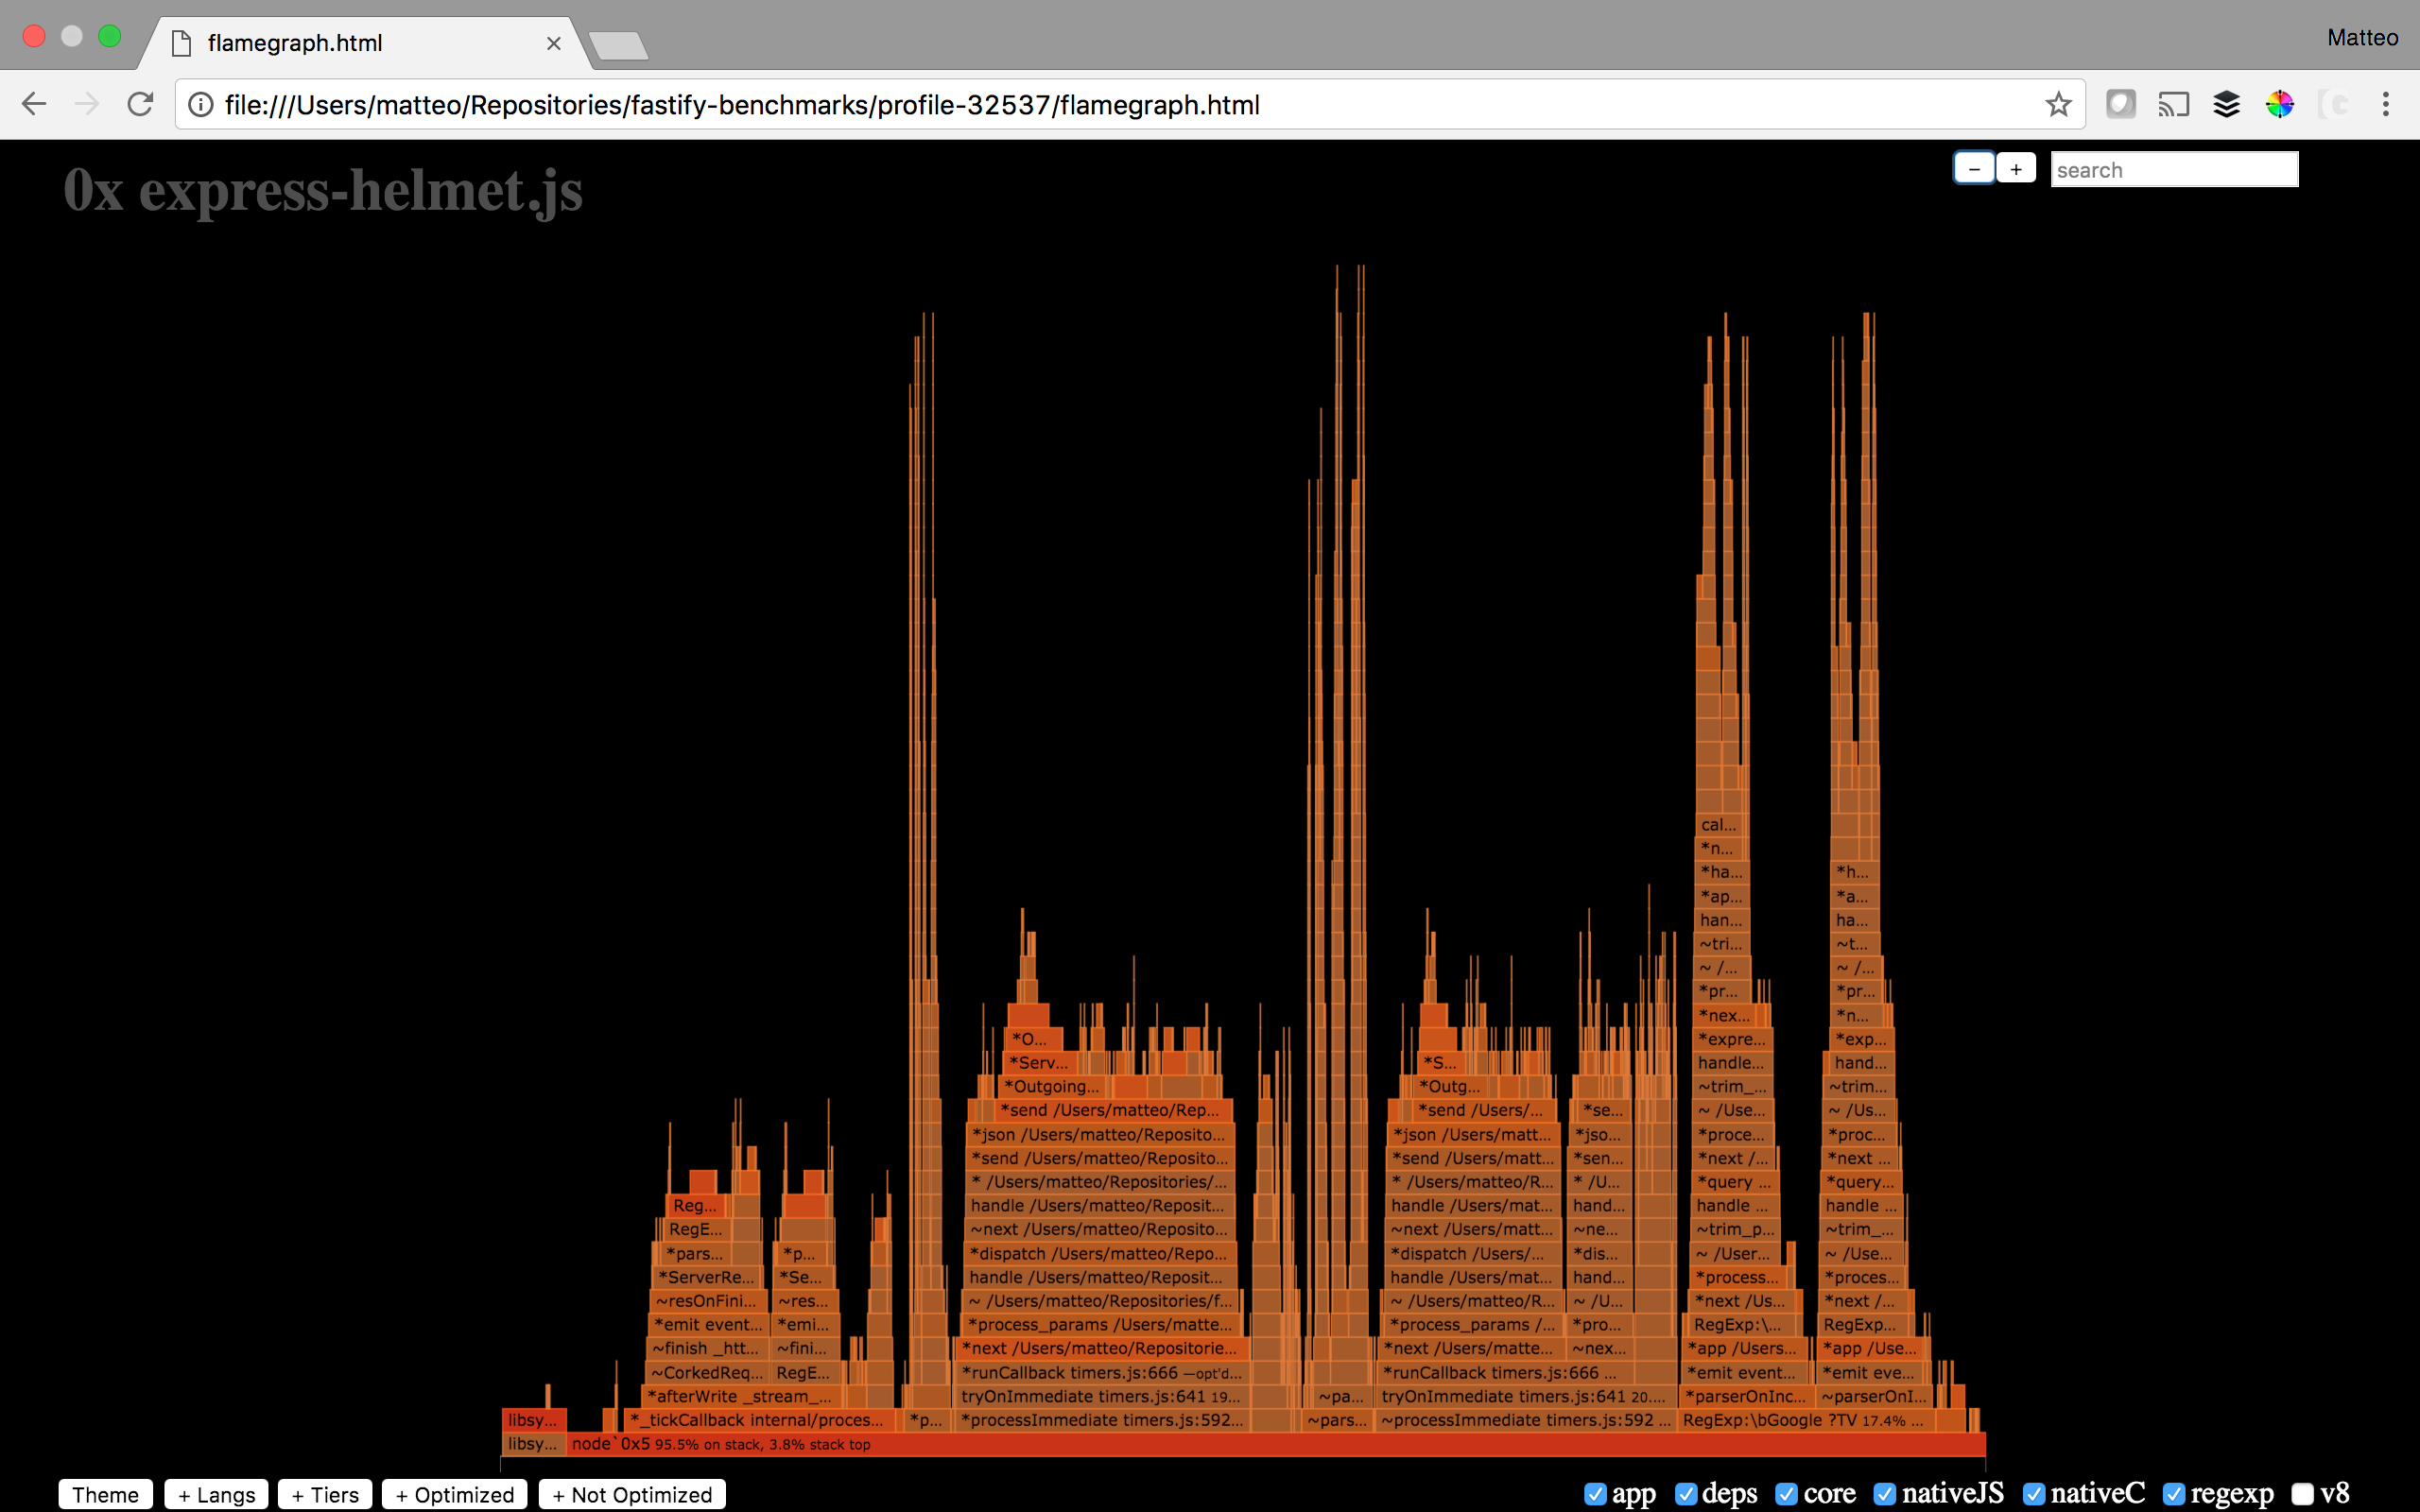 flamegraph.html
Matteo
file:///Users/matteo/Repositories/fastify-benchmarks/profile-32537/flamegraph.html
0x express-helmet.js
−
+
search
cal...
*n...
*ha... *h...
*ap... *a...
han... ha...
~tri... ~t...
~ /... ~ /...
*pr... *pr...
*nex... *n...
*O... *expre... *exp...
*Serv... *S... handle... hand...
*Outgoing... *Outg... ~trim_... ~trim...
*send /Users/matteo/Rep... *send /Users/... *se... ~ /Use... ~ /Us...
*json /Users/matteo/Reposito... *json /Users/matt... *jso... *proce... *proc...
*send /Users/matteo/Reposito... *send /Users/matt... *sen... *next /... *next ...
* /Users/matteo/Repositories/... * /Users/matteo/R... * /U... *query ... *query...
Reg... handle /Users/matteo/Reposit... handle /Users/mat... hand... handle ... handle ...
RegE... ~next /Users/matteo/Reposito... ~next /Users/matt... ~ne... ~trim_p... ~trim_...
*pars... *p... *dispatch /Users/matteo/Repo... *dispatch /Users/... *dis... ~ /User... ~ /Use...
*ServerRe... *Se... handle /Users/matteo/Reposit... handle /Users/mat... hand... *process... *proces...
~resOnFini... ~res... ~ /Users/matteo/Repositories/f... ~ /Users/matteo/R... ~ /U... *next /Us... *next /...
*emit event... *emi... *process_params /Users/matte... *process_params /... *pro... RegExp:\... RegExp...
~finish _htt... ~fini... *next /Users/matteo/Repositorie... *next /Users/matte... ~nex... *app /Users... *app /Use...
~CorkedReq... RegE... *runCallback timers.js:666 —opt'd... *runCallback timers.js:666 ... *emit event... *emit eve...
*afterWrite _stream_... tryOnImmediate timers.js:641 19... ~pa... tryOnImmediate timers.js:641 20.... *parserOnInc... ~parserOnI...
libsy... *_tickCallback internal/proces... *p... *processImmediate timers.js:592... ~pars... ~processImmediate timers.js:592 ... RegExp:\bGoogle ?TV 17.4% ...
libsy... node`0x5 95.5% on stack, 3.8% stack top
Theme + Langs + Tiers + Optimized + Not Optimized app deps core nativeJS nativeC regexp v8